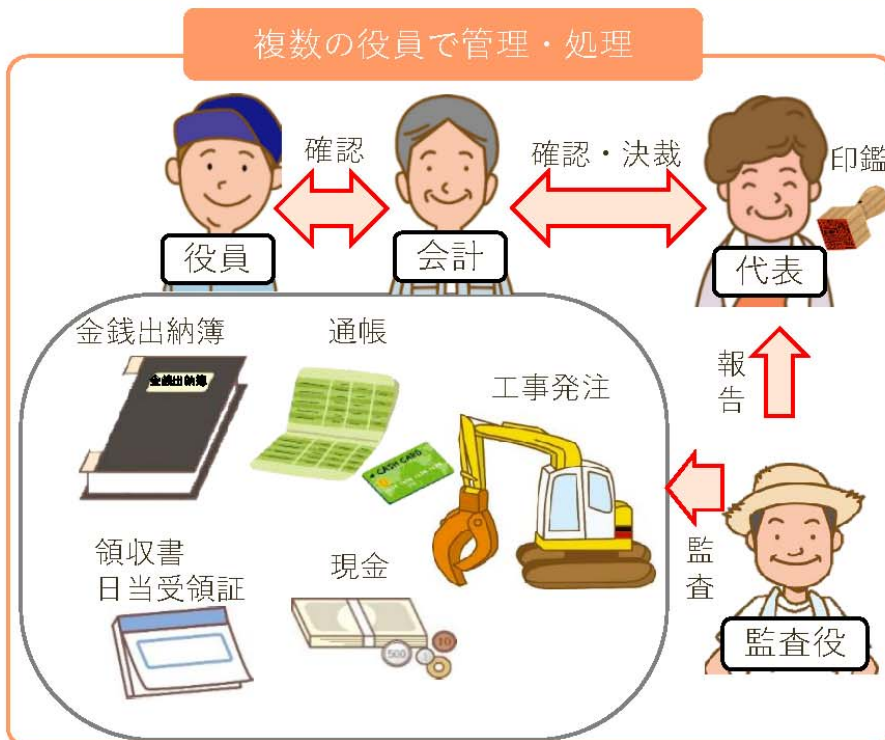 複数の役員で管理・処理
確認
確認・決裁
印鑑
役員
会計
代表
金銭出納簿
通帳
金銭出納簿
工事発注
報告
CASH CARD
領収書
日当受領証
現金
監査
500
10
監査役